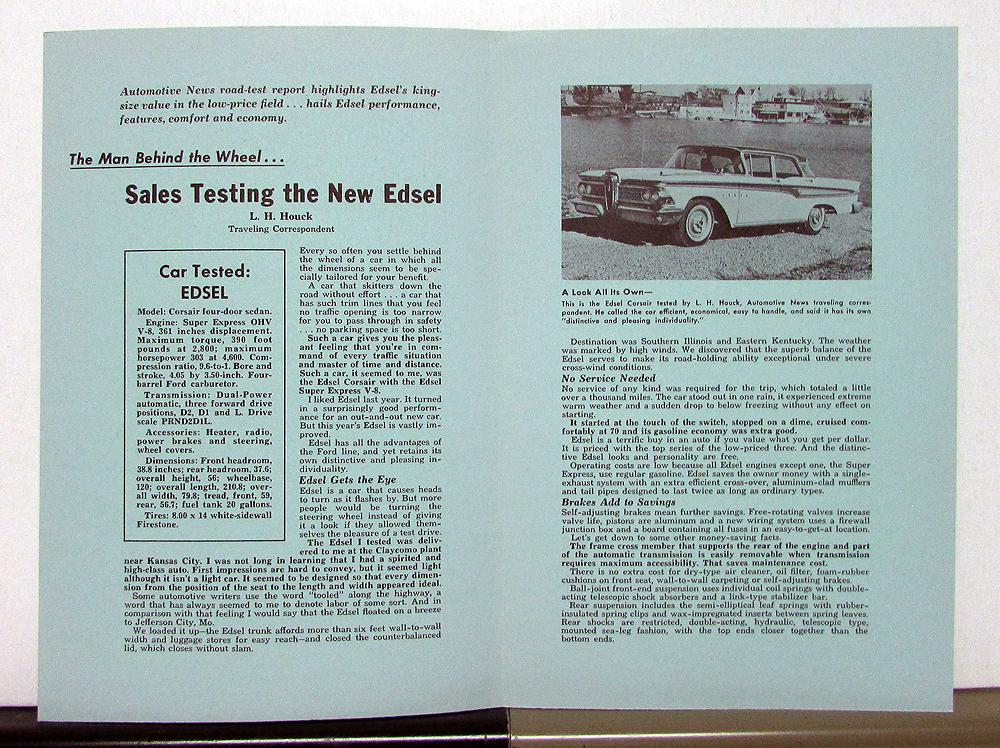 Automotive News road-test report highlights Edsel's king-
size value in the low-price field . . . hails Edsel performance,
features, comfort and economy.
The Man Behind the Wheel . . .
Sales Testing the New Edsel
L. H. Houck
Traveling Correspondent
Car Tested:
EDSEL
Model: Corsair four-door sedan.
Engine: Super Express OHV
V-8, 361 inches displacement.
Maximum torque, 390 foot
pounds at 2,800; maximum
horsepower 303 at 4,600. Com-
pression ratio, 9.6-to-1. Bore and
stroke, 4.05 by 3.50-inch. Four-
barrel Ford carburetor.
Transmission: Dual-Power
automatic, three forward drive
positions, D2, D1 and L. Drive
scale PRND2D1L.
Accessories: Heater, radio,
power brakes and steering,
wheel covers.
Dimensions: Front headroom,
38.8 inches; rear headroom, 37.6;
overall height, 56; wheelbase,
120; overall length, 210.8; over-
all width, 79.8; tread, front, 59,
rear, 56.7; fuel tank 20 gallons.
Tires: 8.00 x 14 white-sidewall
Firestone.
Every so often you settle behind
the wheel of a car in which all
the dimensions seem to be spe-
cially tailored for your benefit.
A car that skitters down the
road without effort . . . a car that
has such trim lines that you feel
no traffic opening is too narrow
for you to pass through in safety
. . . no parking space is too short.
Such a car gives you the pleas-
ant feeling that you're in com-
mand of every traffic situation
and master of time and distance.
Such a car, it seemed to me, was
the Edsel Corsair with the Edsel
Super Express V-8.
I liked Edsel last year. It turned
in a surprisingly good perform-
ance for an out-and-out new car.
But this year's Edsel is vastly im-
proved.
Edsel has all the advantages of
the Ford line, and yet retains its
own distinctive and pleasing in-
dividuality.
Edsel Gets the Eye
Edsel is a car that causes heads
to turn as it flashes by. But more
people would be turning the
steering wheel instead of giving
it a look if they allowed them-
selves the pleasure of a test drive.
The Edsel I tested was deliv-
ered to me at the Claycomo plant
near Kansas City. I was not long in learning that I had a spirited and
high-class auto. First impressions are hard to convey, but it seemed light
although it isn't a light car. It seemed to be designed so that every dimen-
sion from the position of the seat to the length and width appeared ideal.
Some automotive writers use the word "tooled" along the highway, a
word that has always seemed to me to denote labor of some sort. And in
comparison with that feeling I would say that the Edsel floated on a breeze
to Jefferson City, Mo.
We loaded it up—the Edsel trunk affords more than six feet wall-to-wall
width and luggage stores for easy reach—and closed the counterbalanced
lid, which closes without slam.
A Look All Its Own—
This is the Edsel Corsair tested by L. H. Houck, Automotive News traveling corres-
pondent. He called the car efficient, economical, easy to handle, and said it has its own
"distinctive and pleasing individuality."
Destination was Southern Illinois and Eastern Kentucky. The weather
was marked by high winds. We discovered that the superb balance of the
Edsel serves to make its road-holding ability exceptional under severe
cross-wind conditions.
No Service Needed
No service of any kind was required for the trip, which totaled a little
over a thousand miles. The car stood out in one rain, it experienced extreme
warm weather and a sudden drop to below freezing without any effect on
starting.
It started at the touch of the switch, stopped on a dime, cruised com-
fortably at 70 and its gasoline economy was extra good.
Edsel is a terrific buy in an auto if you value what you get per dollar.
It is priced with the top series of the low-priced three. And the distinc-
tive Edsel looks and personality are free.
Operating costs are low because all Edsel engines except one, the Super
Express, use regular gasoline. Edsel saves the owner money with a single-
exhaust system with an extra efficient cross-over, aluminum-clad mufflers
and tail pipes designed to last twice as long as ordinary types.
Brakes Add to Savings
Self-adjusting brakes mean further savings. Free-rotating valves increase
valve life, pistons are aluminum and a new wiring system uses a firewall
junction box and a board containing all fuses in an easy-to-get-at location.
Let's get down to some other money-saving facts.
The frame cross member that supports the rear of the engine and part
of the automatic transmission is easily removable when transmission
requires maximum accessibility. That saves maintenance cost.
There is no extra cost for dry-type air cleaner, oil filter, foam-rubber
cushions on front seat, wall-to-wall carpeting or self-adjusting brakes.
Ball-joint front-end suspension uses individual coil springs with double-
acting telescopic shock absorbers and a link-type stabilizer bar.
Rear suspension includes the semi-elliptical leaf springs with rubber-
insulated spring clips and wax-impregnated inserts between spring leaves.
Rear shocks are restricted, double-acting, hydraulic, telescopic type,
mounted sea-leg fashion, with the top ends closer together than the
bottom ends.